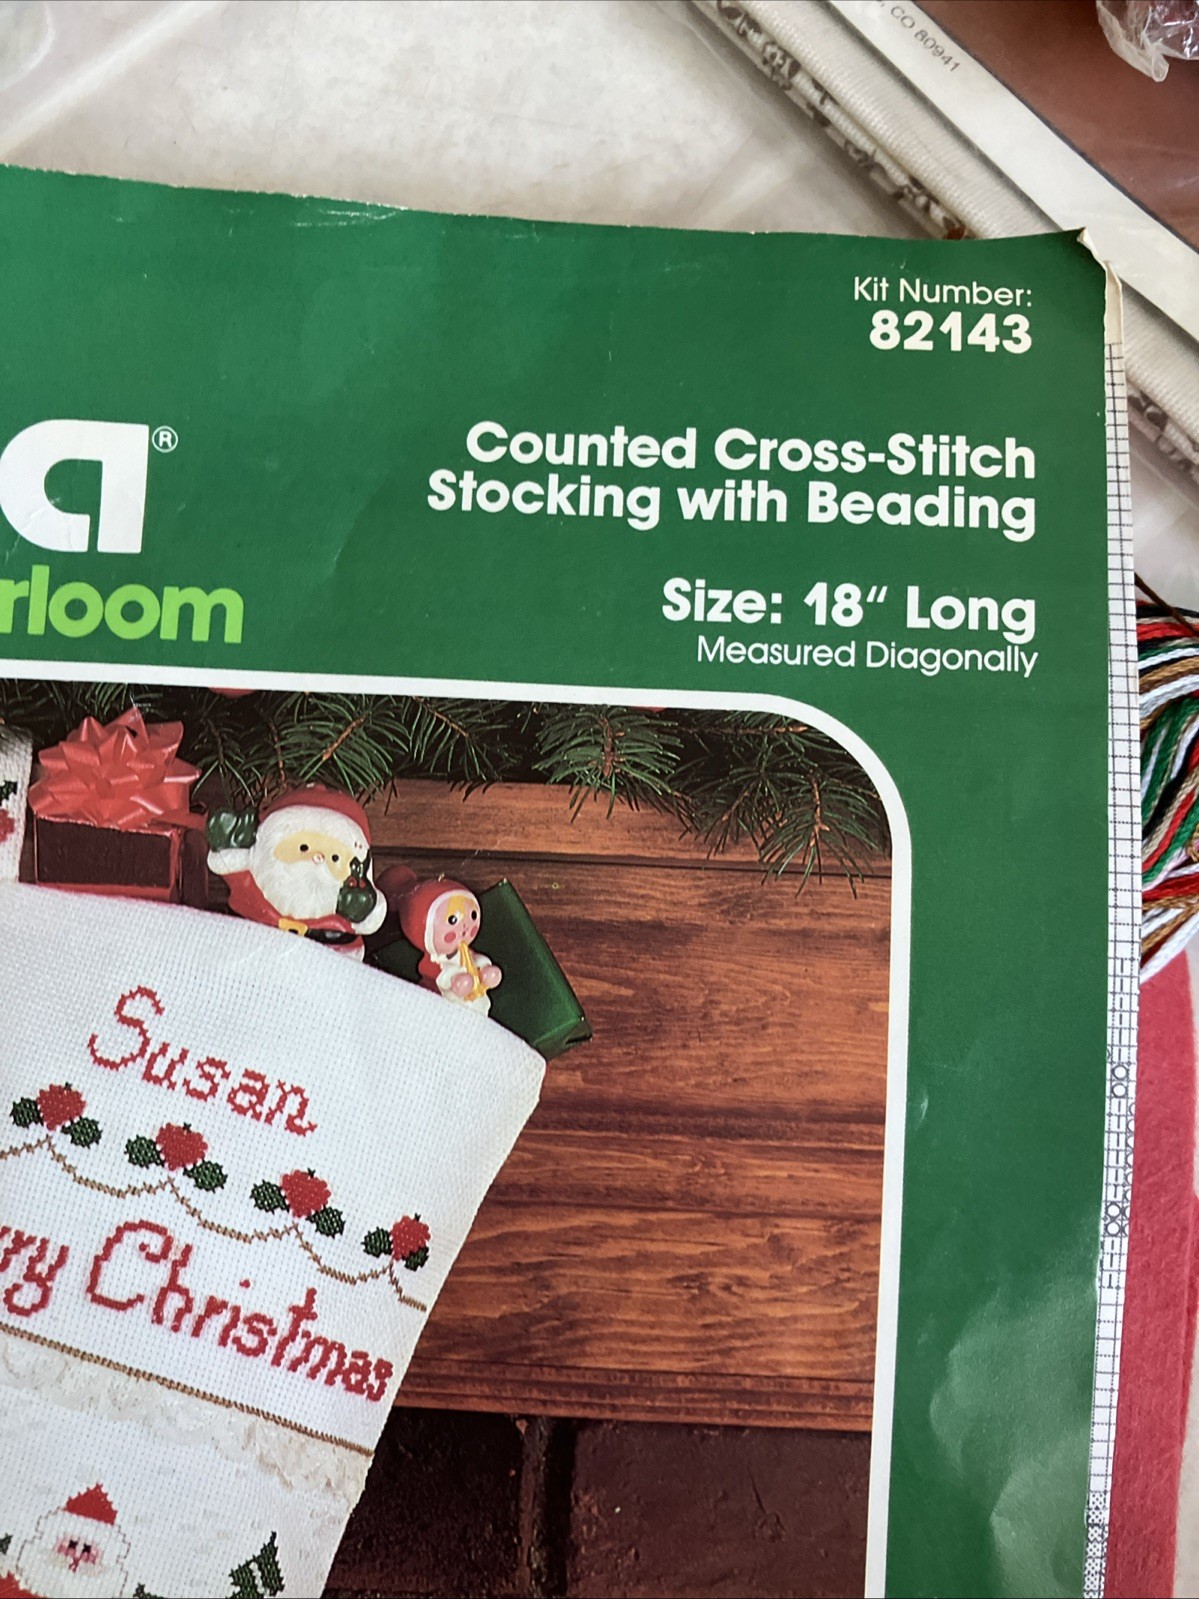 CO 80941
Kit Number:
82143
a®
rloom
Counted Cross-Stitch
Stocking with Beading
Size: 18“ Long
Measured Diagonally
Susan
ry Christmas